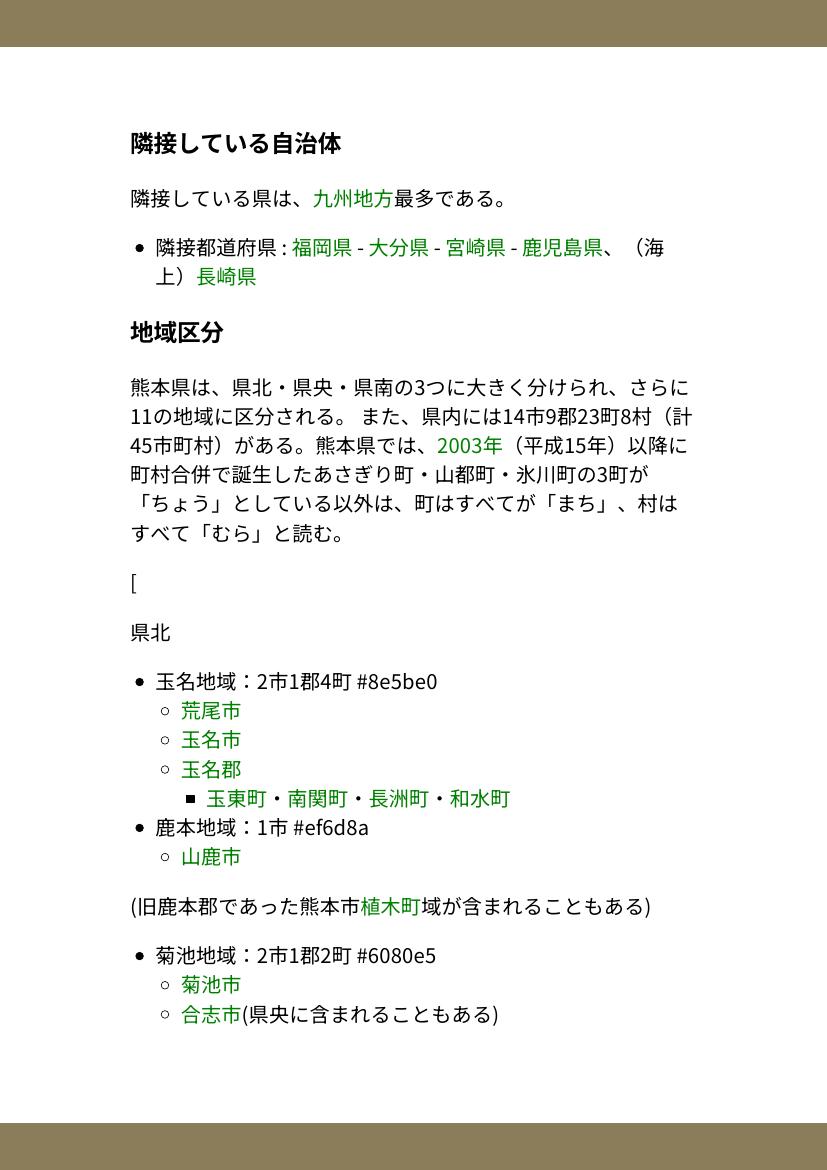 隣接している自治体
隣接している県は、九州地方最多である。
隣接都道府県 : 福岡県 - 大分県 - 宮崎県 - 鹿児島県、（海
上）長崎県
地域区分
熊本県は、県北・県央・県南の3つに大きく分けられ、さらに
11の地域に区分される。 また、県内には14市9郡23町8村（計
45市町村）がある。熊本県では、2003年（平成15年）以降に
町村合併で誕生したあさぎり町・山都町・氷川町の3町が
「ちょう」としている以外は、町はすべてが「まち」、村は
すべて「むら」と読む。
[
県北
玉名地域：2市1郡4町 #8e5be0
荒尾市
玉名市
玉名郡
玉東町・南関町・長洲町・和水町
鹿本地域：1市 #ef6d8a
山鹿市
(旧鹿本郡であった熊本市植木町域が含まれることもある)
菊池地域：2市1郡2町 #6080e5
菊池市
合志市(県央に含まれることもある)